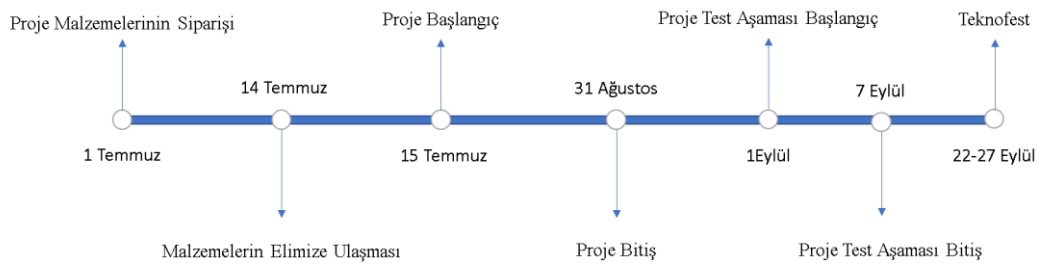 Proje Malzemelerinin Siparişi
Proje Başlangıç
Proje Test Aşaması Başlangıç
Teknofest
14 Temmuz
31 Ağustos
7 Eylül
1 Temmuz
15 Temmuz
1Eylül
22-27 Eylül
Malzemelerin Elimize Ulaşması
Proje Bitiş
Proje Test Aşaması Bitiş